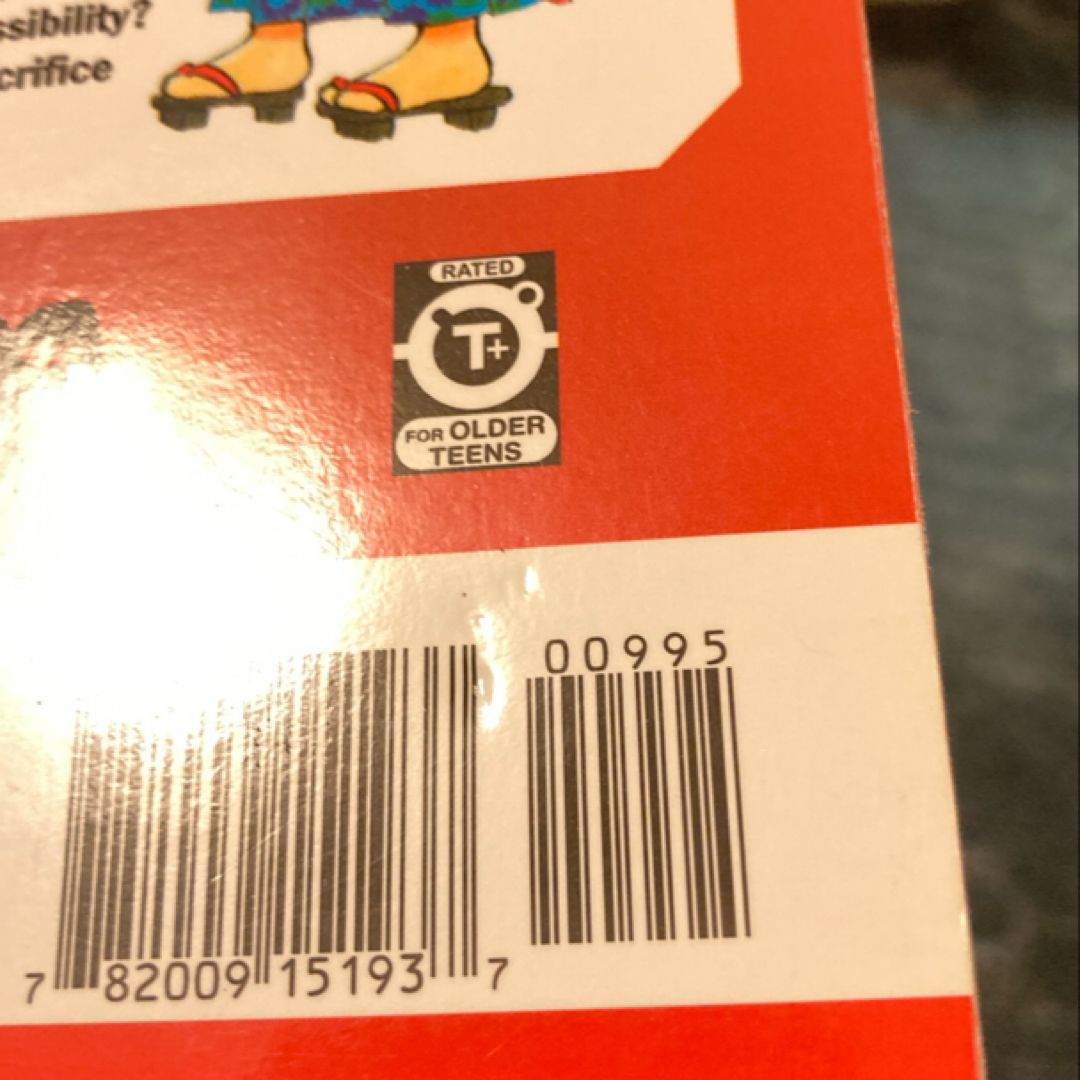 ssibility?
crifice
RATED
T+
FOR OLDER
TEENS
00995
7 82009 15193 7